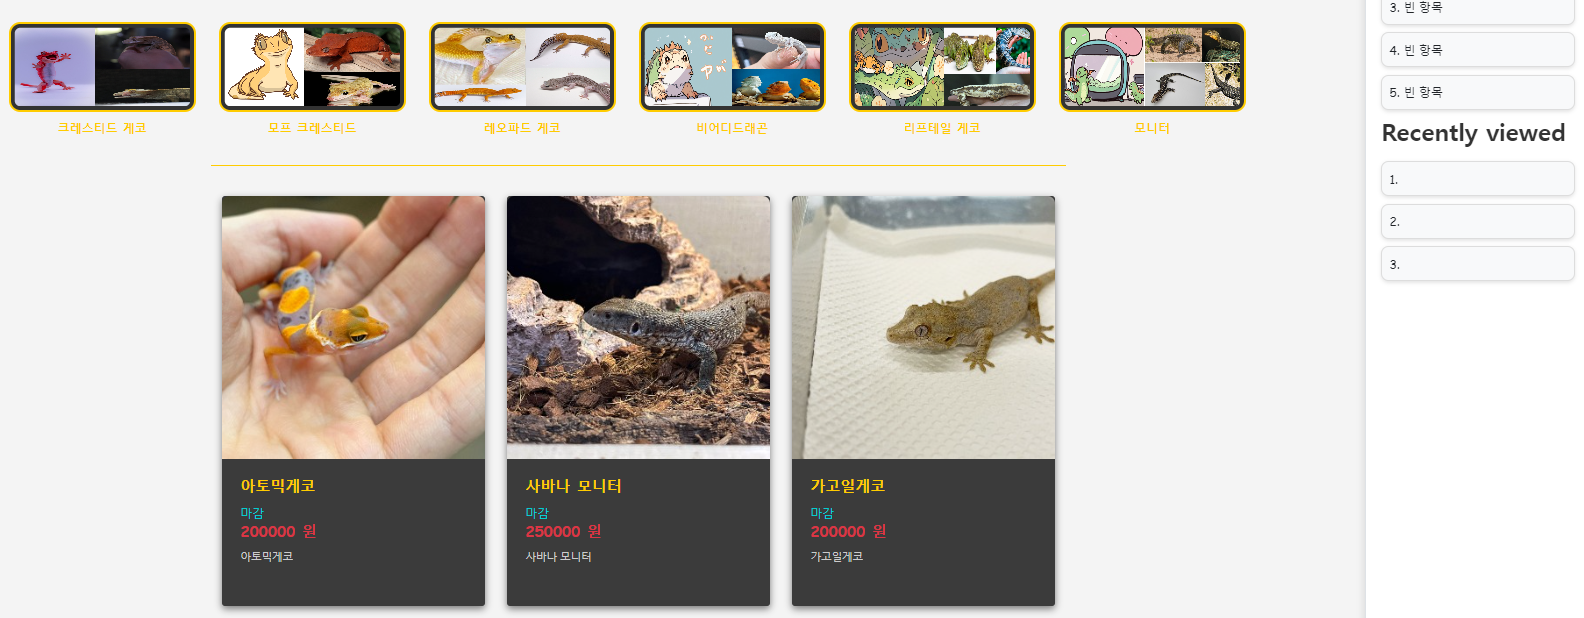 크레스티드 게코
모프 크레스티드
레오파드 게코
비어디드래곤
리프테일 게코
모니터
아토믹게코
마감
200000 원
아토믹게코
사바나 모니터
마감
250000 원
사바나 모니터
가고일게코
마감
200000 원
가고일게코
3. 빈 항목
4. 빈 항목
5. 빈 항목
Recently viewed
1.
2.
3.